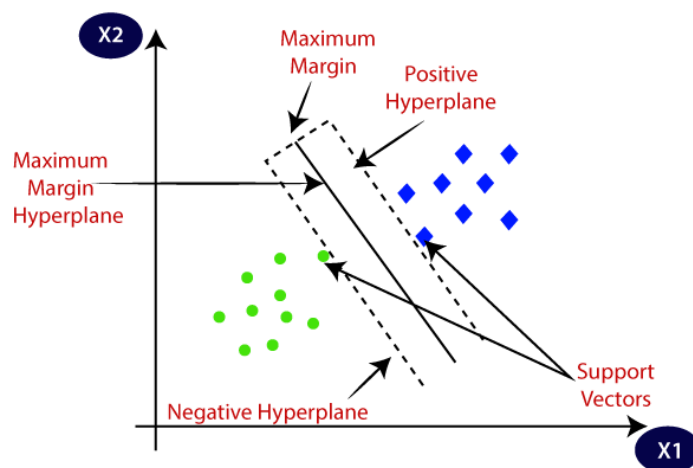 X2
Maximum
Margin
Positive
Hyperplane
Maximum
Margin
Hyperplane
Support
Vectors
Negative Hyperplane
X1